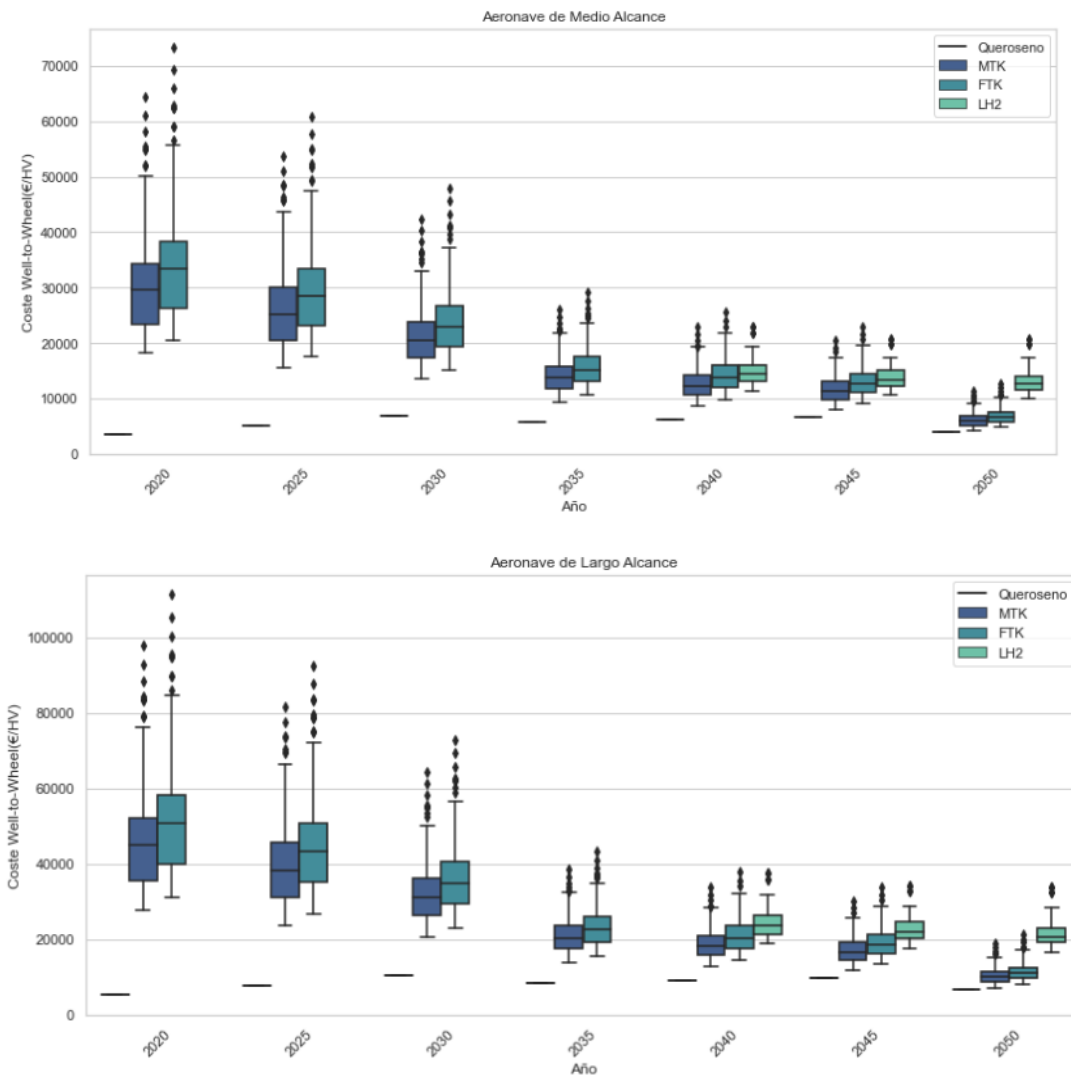 Aeronave de Medio Alcance
Coste Well-to-Wheel(€/HV)
70000
60000
50000
40000
30000
20000
10000
0
Queroseno
MTK
FTK
LH2
2020
2025
2030
2035
2040
2045
2050
Año
Aeronave de Largo Alcance
Coste Well-to-Wheel(€/HV)
100000
80000
60000
40000
20000
0
Queroseno
MTK
FTK
LH2
2020
2025
2030
2035
2040
2045
2050
Año